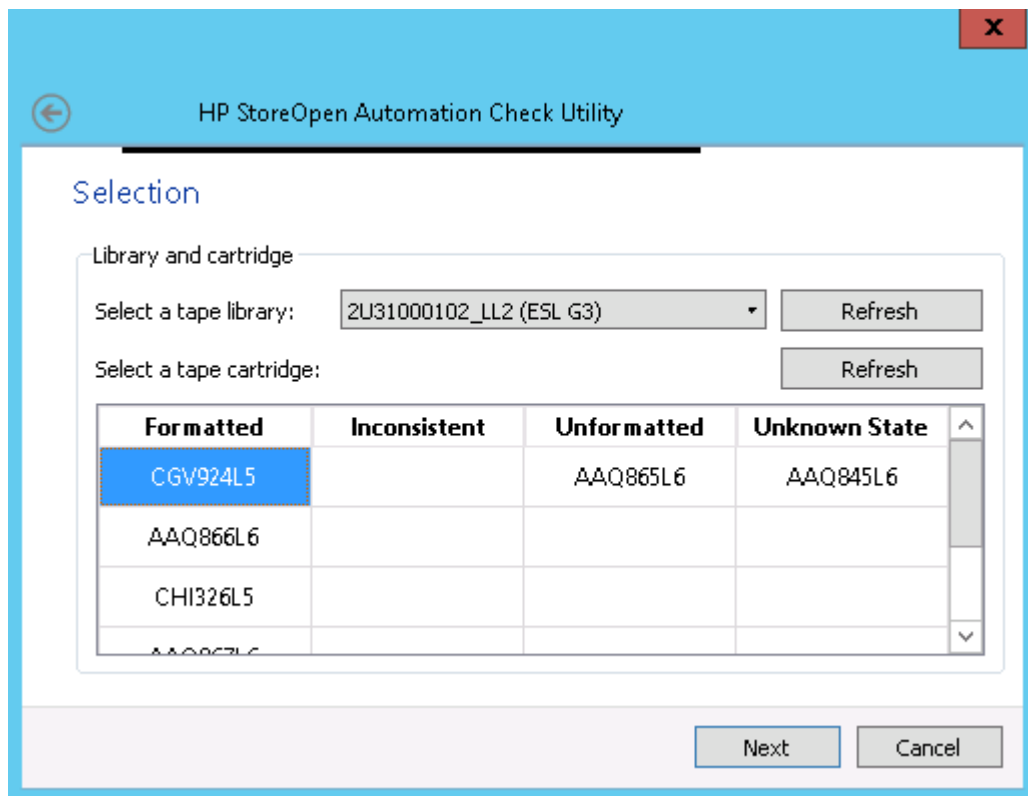 x
HP StoreOpen Automation Check Utility
Selection
Library and cartridge
Select a tape library: 2U31000102_LL2 (ESL G3) Refresh
Select a tape cartridge: Refresh
Formatted Inconsistent Unformatted Unknown State
CGV924L5 AAQ865L6 AAQ845L6
AAQ866L6
CHI326L5
Next Cancel